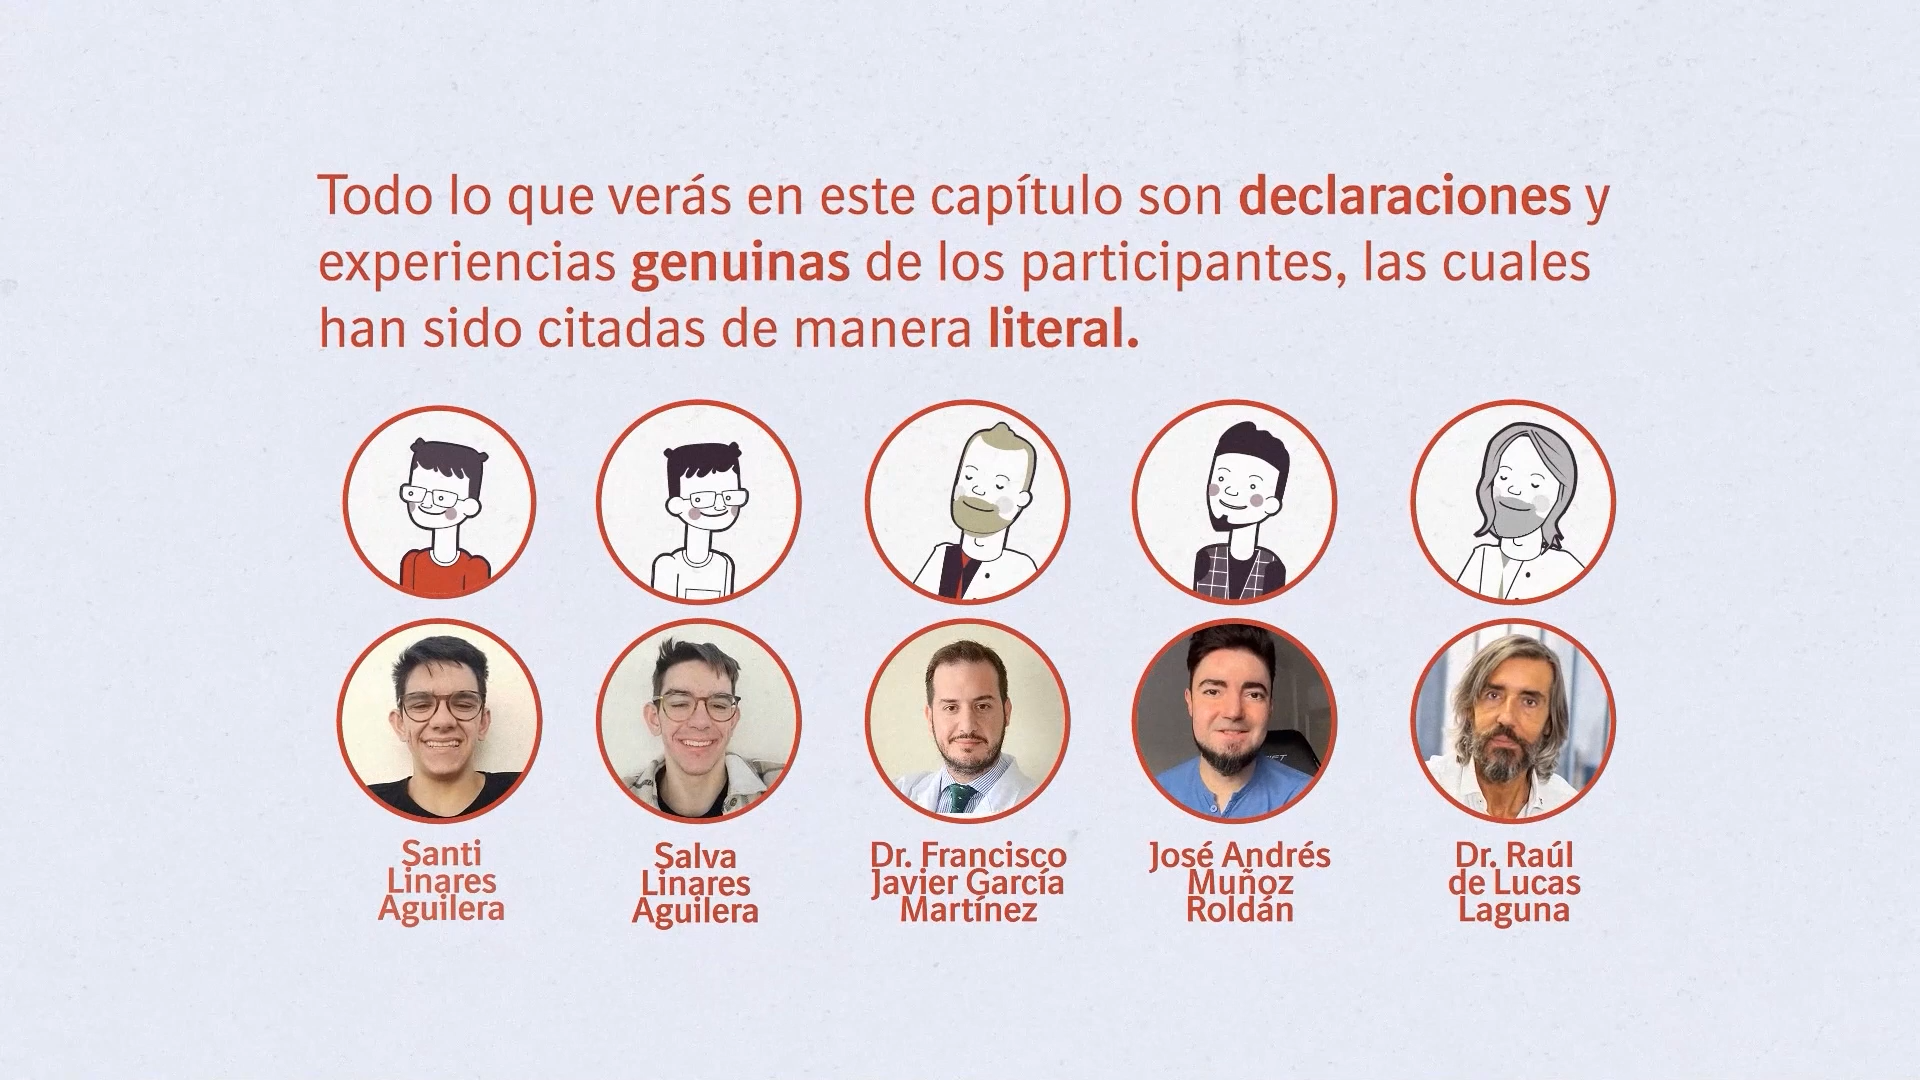 Todo lo que verás en este capítulo son declaraciones y
experiencias genuinas de los participantes, las cuales
han sido citadas de manera literal.
Santi
Linares
Aguilera
Salva
Linares
Aguilera
Dr. Francisco
Javier García
Martínez
José Andrés
Muñoz
Roldán
Dr. Raúl
de Lucas
Laguna